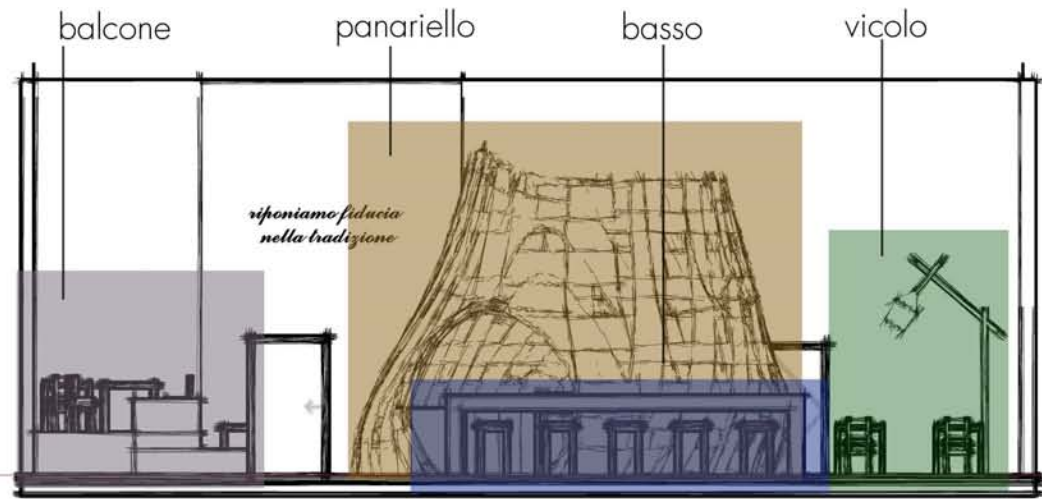 balcone
panariello
basso
vicolo
riponiamo fiducia
nella tradizione